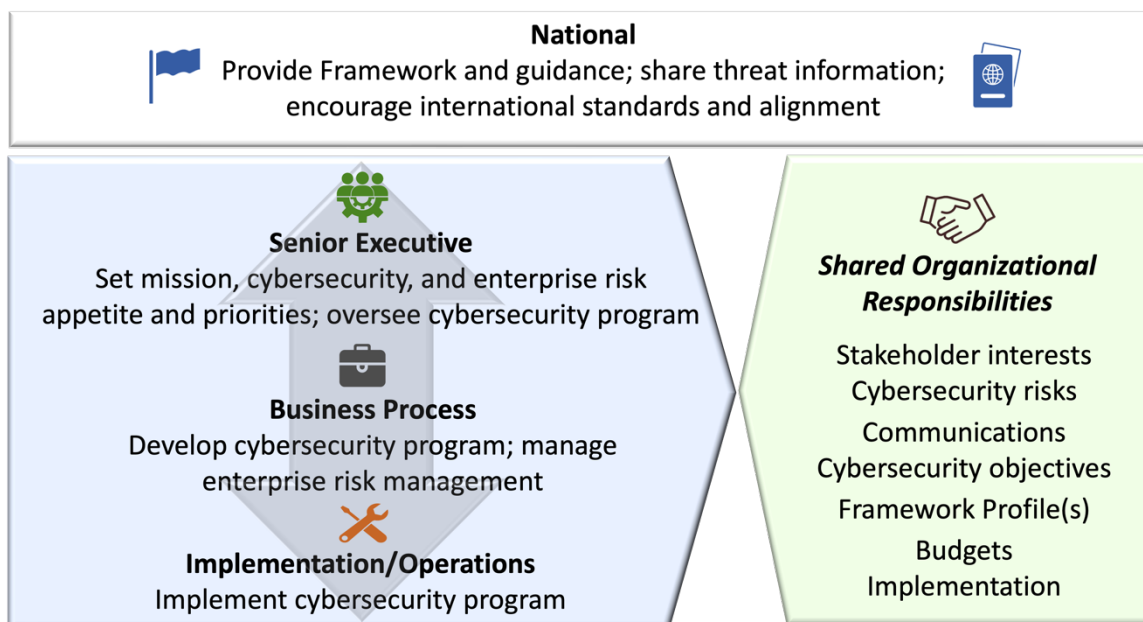 National
Provide Framework and guidance; share threat information;
encourage international standards and alignment
Senior Executive
Set mission, cybersecurity, and enterprise risk
appetite and priorities; oversee cybersecurity program
Business Process
Develop cybersecurity program; manage
enterprise risk management
Implementation/Operations
Implement cybersecurity program
Shared Organizational
Responsibilities
Stakeholder interests
Cybersecurity risks
Communications
Cybersecurity objectives
Framework Profile(s)
Budgets
Implementation